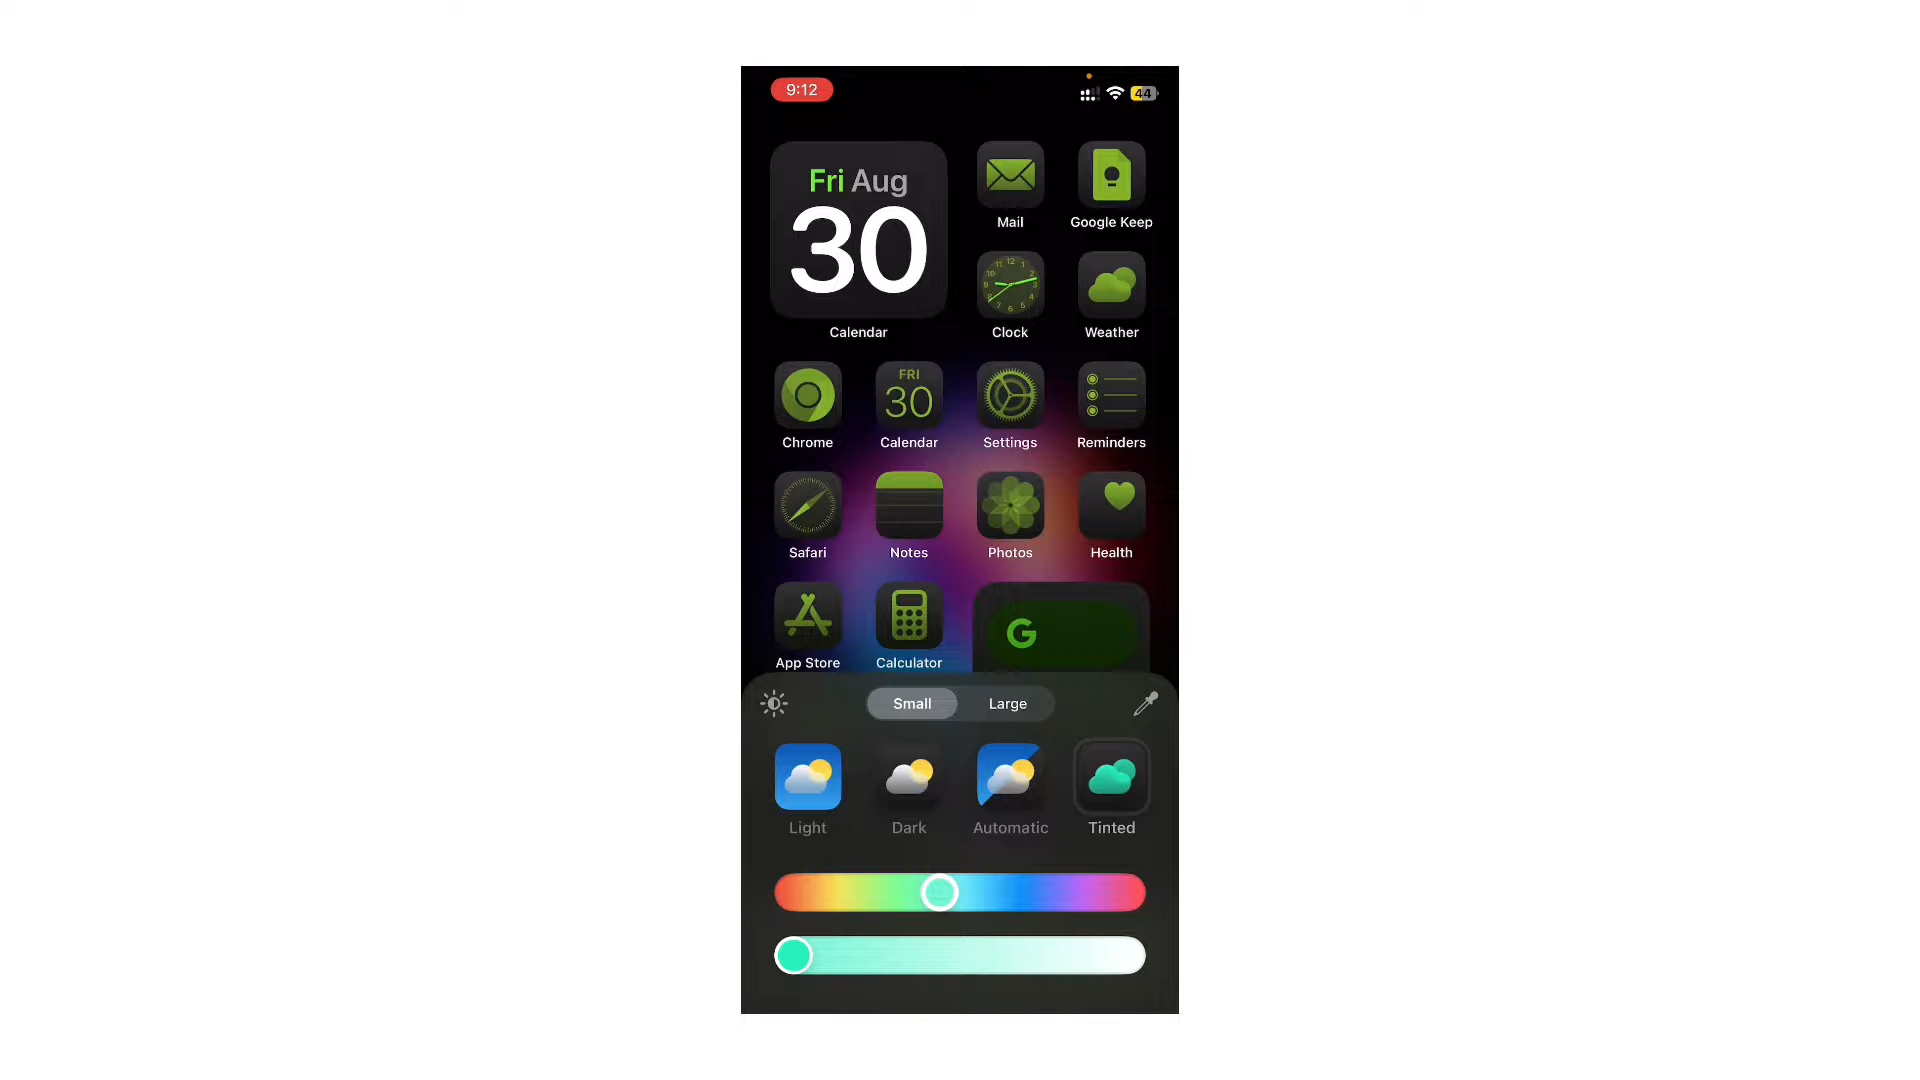 9:12
44
Fri Aug
30
Calendar
Mail
Google Keep
Clock
Weather
FRI
30
Chrome
Calendar
Settings
Reminders
Safari
Notes
Photos
Health
G
App Store
Calculator
Small
Large
Light
Dark
Automatic
Tinted